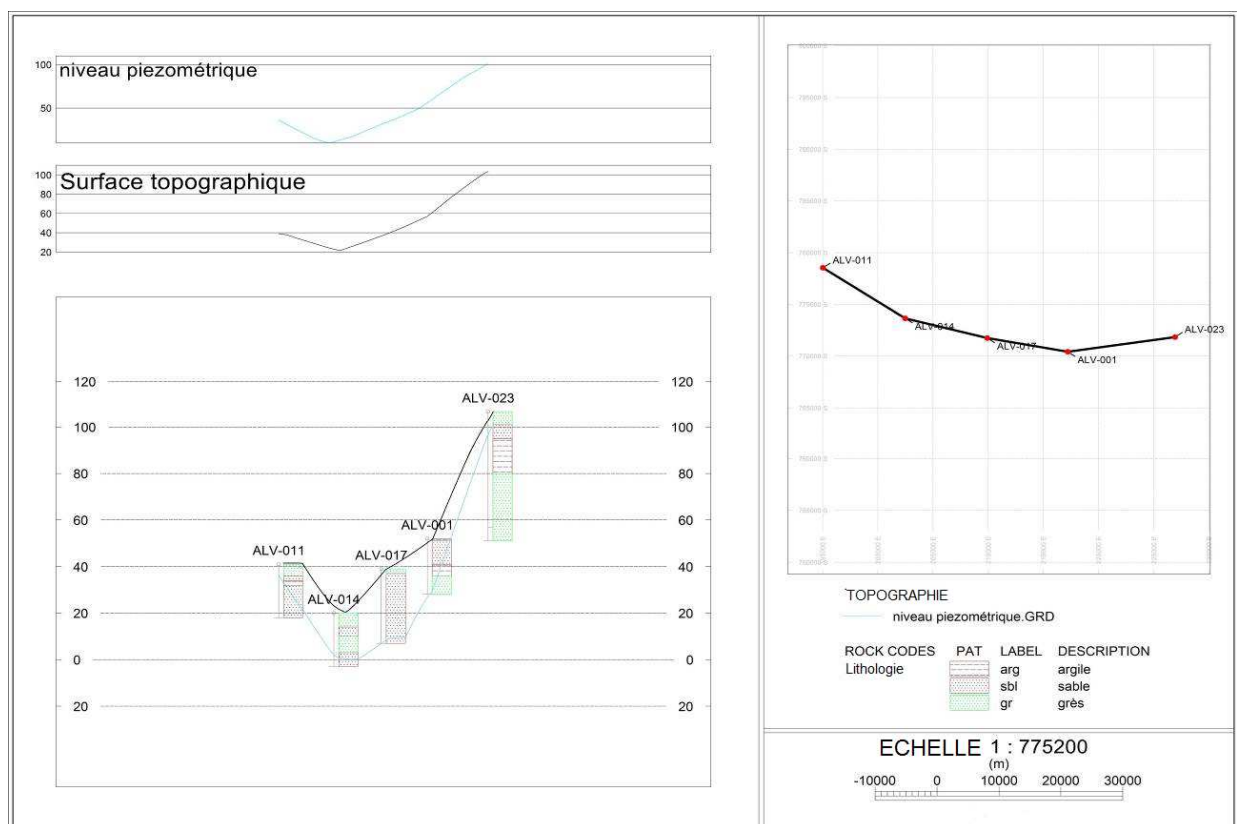 niveau piezométrique
100
50
Surface topographique
100
80
60
40
20
120 120
ALV-023
100 100
80 80
60 60
ALV-001
ALV-011 ALV-017
40 40
ALV-014
20 20
0 0
20 20
ALV-011
ALV-014
ALV-017
ALV-001
ALV-023
TOPOGRAPHIE
niveau piezométrique.GRD
ROCK CODES PAT LABEL DESCRIPTION
Lithologie
arg argile
sbl sable
gr grès
ECHELLE 1 : 775200
(m)
-10000 0 10000 20000 30000